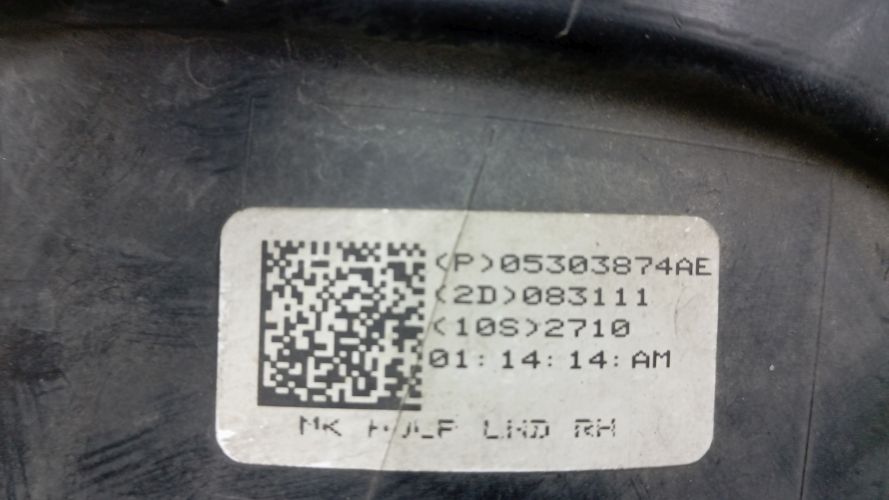 (P)05303874AE
(2D)083111
(10S)2710
01:14:14:AM
MK LHD RH